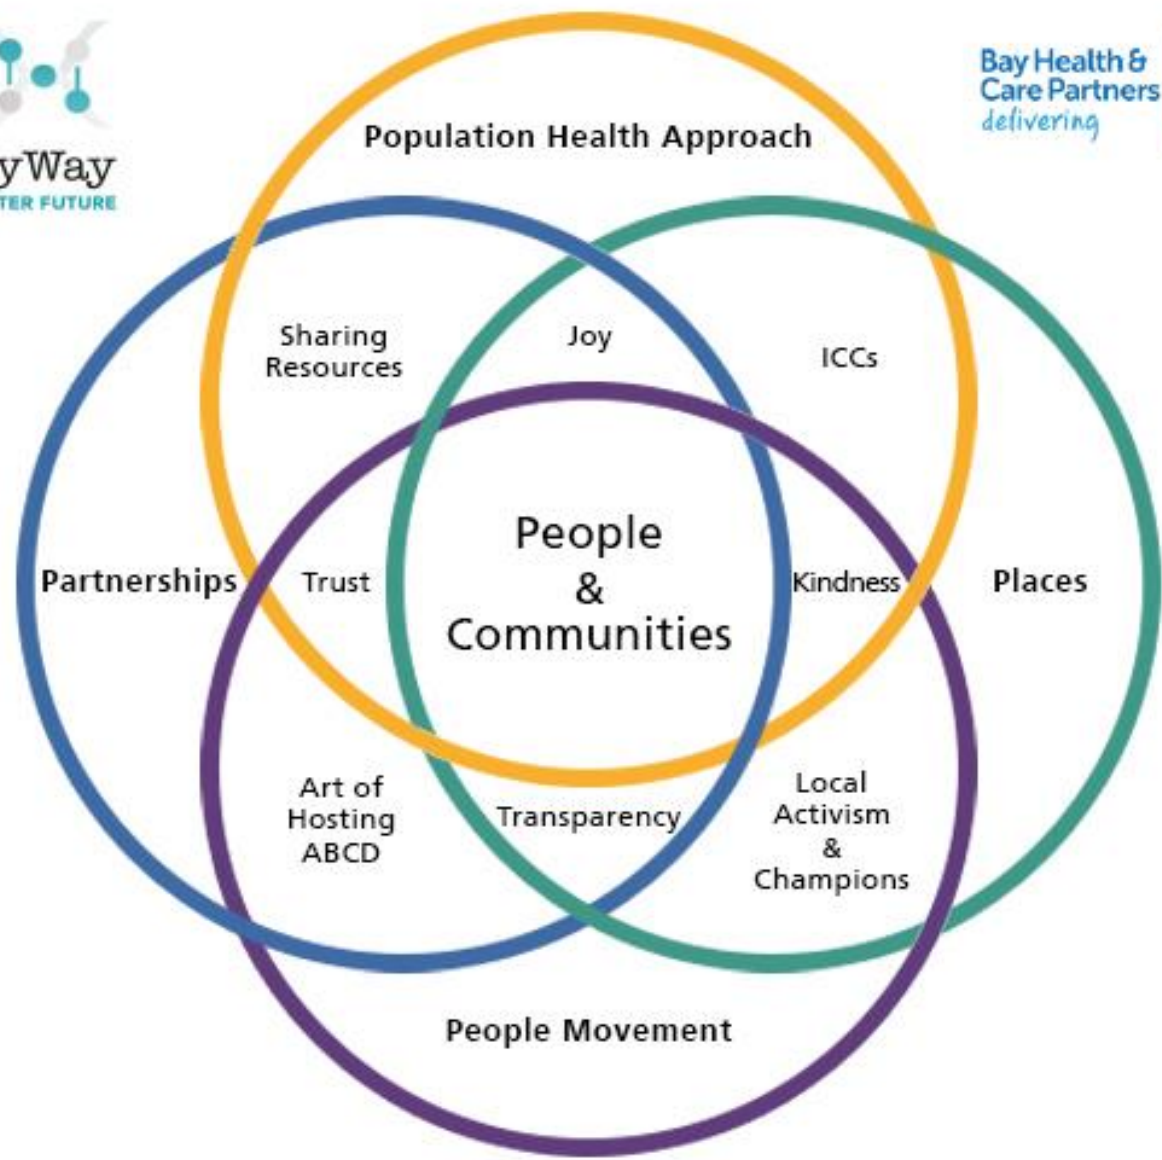 Bay Health &
Care Partners
delivering
yWay
TER FUTURE
Population Health Approach
Sharing
Resources
Joy
ICCs
People
&
Communities
Partnerships
Trust
Kindness
Places
Art of
Hosting
ABCD
Transparency
Local
Activism
&
Champions
People Movement